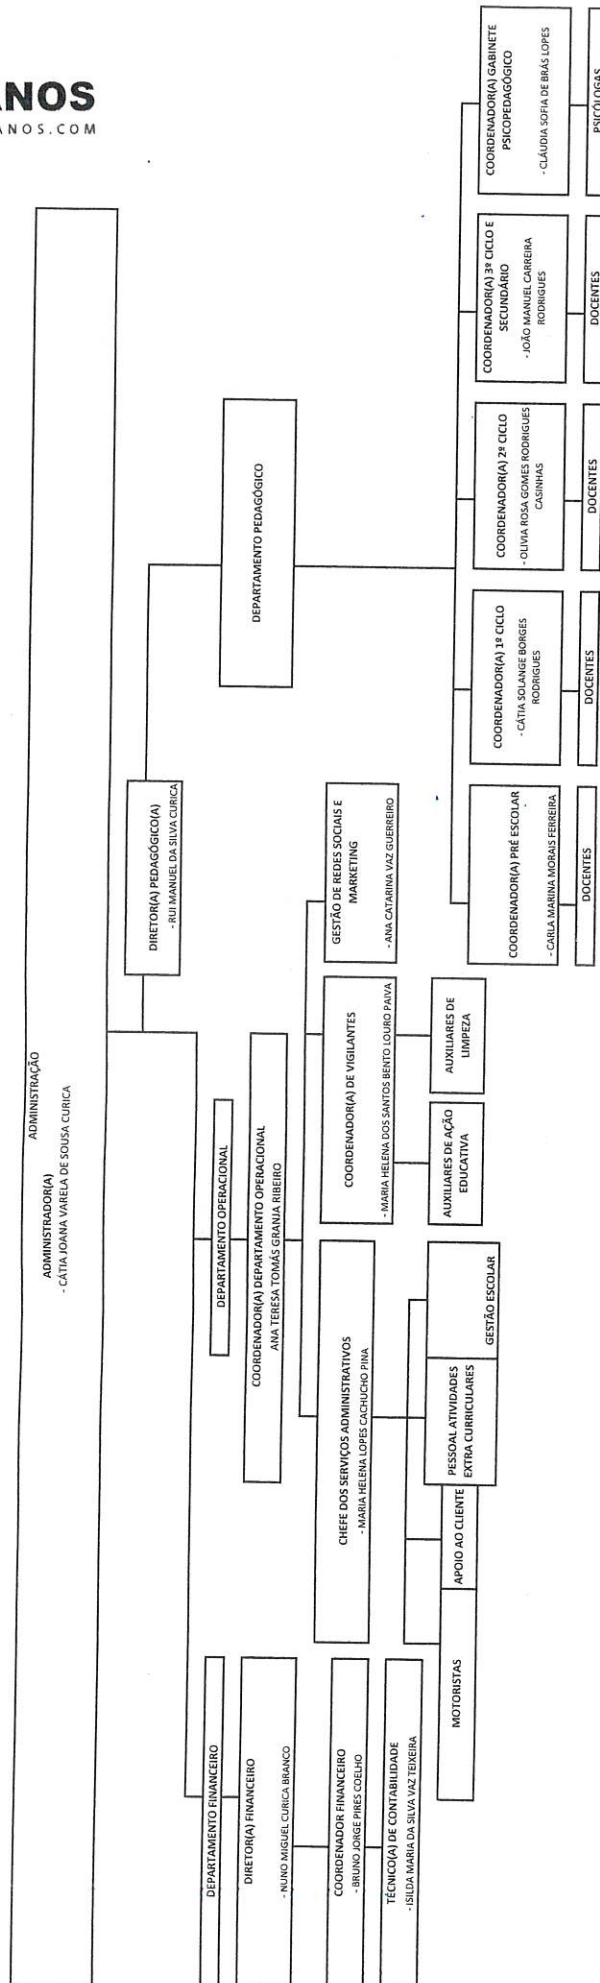 ANOS
ANOS.COM
ADMINISTRAÇÃO
ADMINISTRADOR(A)
- CÁTIA JOANA VARELA DE SOUSA CURICA
DIRETOR(A) PEDAGÓGICO(A)
- RUI MANUEL DA SILVA CURICA
DEPARTAMENTO FINANCEIRO
DIRETOR(A) FINANCEIRO
- NUNO MIGUEL CURICA BRANCO
COORDENADOR FINANCEIRO
- BRUNO JORGE PIRES COELHO
TÉCNICO(A) DE CONTABILIDADE
- ISILDA MARIA DA SILVA VAZ TEIXEIRA
DEPARTAMENTO OPERACIONAL
COORDENADOR(A) DEPARTAMENTO OPERACIONAL
ANA TERESA TOMÁS GRANJA RIBEIRO
CHEFE DOS SERVIÇOS ADMINISTRATIVOS
- MARIA HELENA LOPES CACHUCHO PINA
MOTORISTAS
APOIO AO CLIENTE
PESSOAL ATIVIDADES
EXTRA CURRICULARES
GESTÃO ESCOLAR
COORDENADOR(A) DE VIGILANTES
- MARIA HELENA DOS SANTOS BENTO LOURO PAIVA
AUXILIARES DE AÇÃO
EDUCATIVA
AUXILIARES DE
LIMPEZA
GESTÃO DE REDES SOCIAIS E
MARKETING
- ANA CATARINA VAZ GUERREIRO
DEPARTAMENTO PEDAGÓGICO
COORDENADOR(A) PRÉ ESCOLAR
- CARLA MARINA MORAIS FERREIRA
DOCENTES
COORDENADOR(A) 1º CICLO
- CÁTIA SOLANGE BORGES
RODRIGUES
DOCENTES
COORDENADOR(A) 2º CICLO
- OLIVIA ROSA GOMES RODRIGUES
CASINHAS
DOCENTES
COORDENADOR(A) 3º CICLO E
SECUNDÁRIO
- JOÃO MANUEL CARREIRA
RODRIGUES
DOCENTES
COORDENADOR(A) GABINETE
PSICOPEDAGÓGICO
- CLÁUDIA SOFIA DE BRÁS LOPES
PSICÓLOGAS